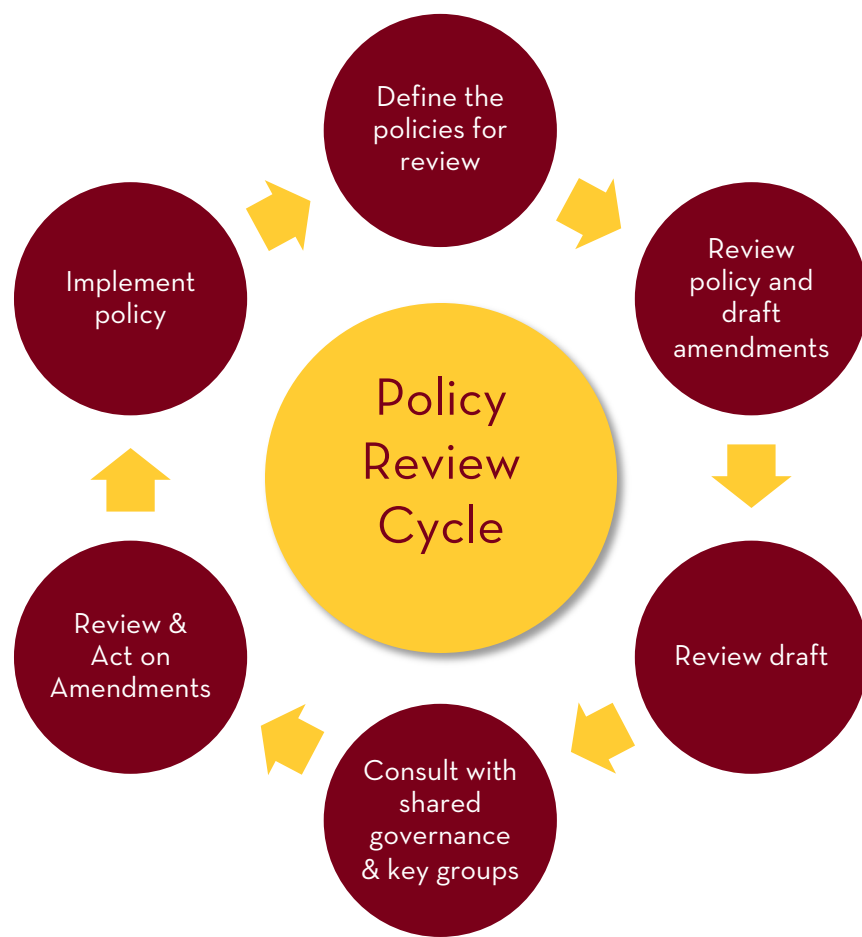 Define the
policies for
review
Review
policy and
draft
amendments
Review draft
Consult with
shared
governance
& key groups
Review &
Act on
Amendments
Implement
policy
Policy
Review
Cycle